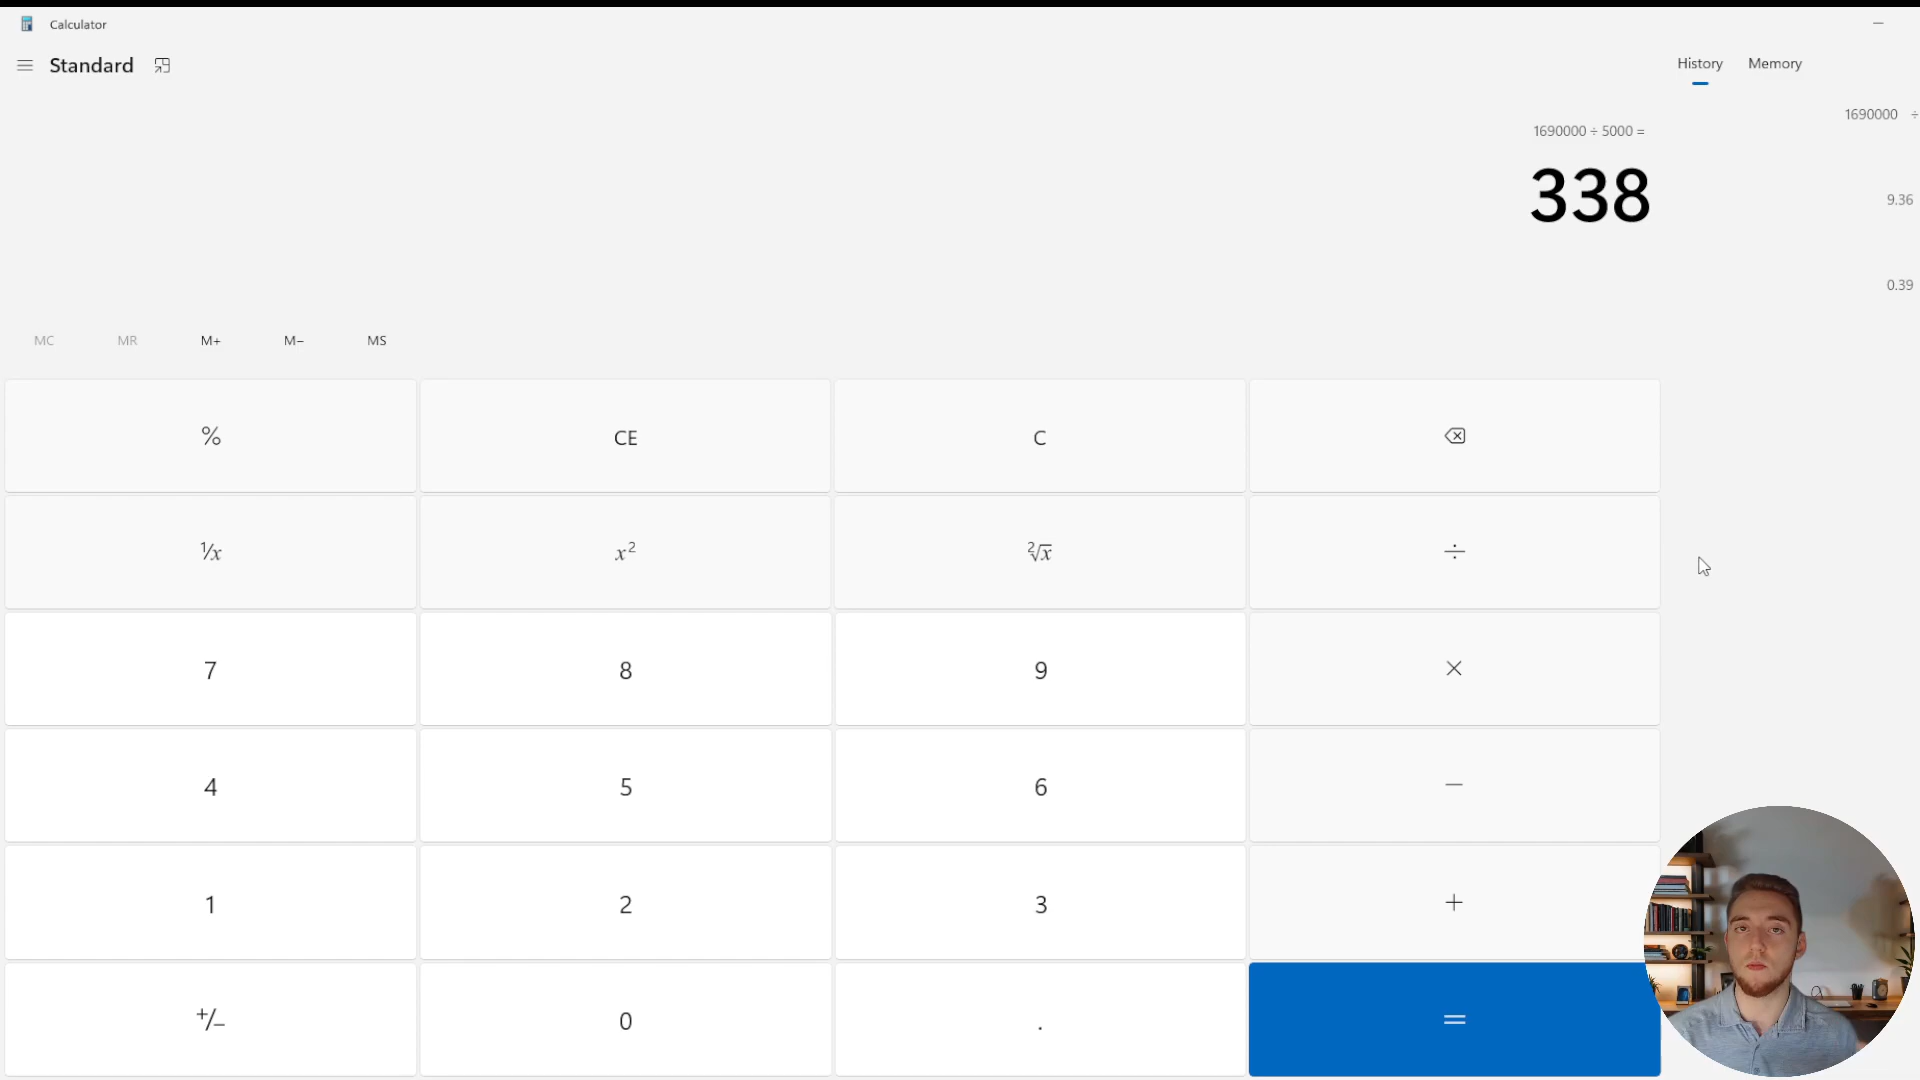 Calculator
Standard
History Memory
1690000 ÷
1690000 ÷ 5000 =
338
9.36
0.39
MC MR M+ M− MS
% CE C
¹/x x² ²√x ÷
7 8 9 ×
4 5 6 −
1 2 3 +
+/− 0 . =